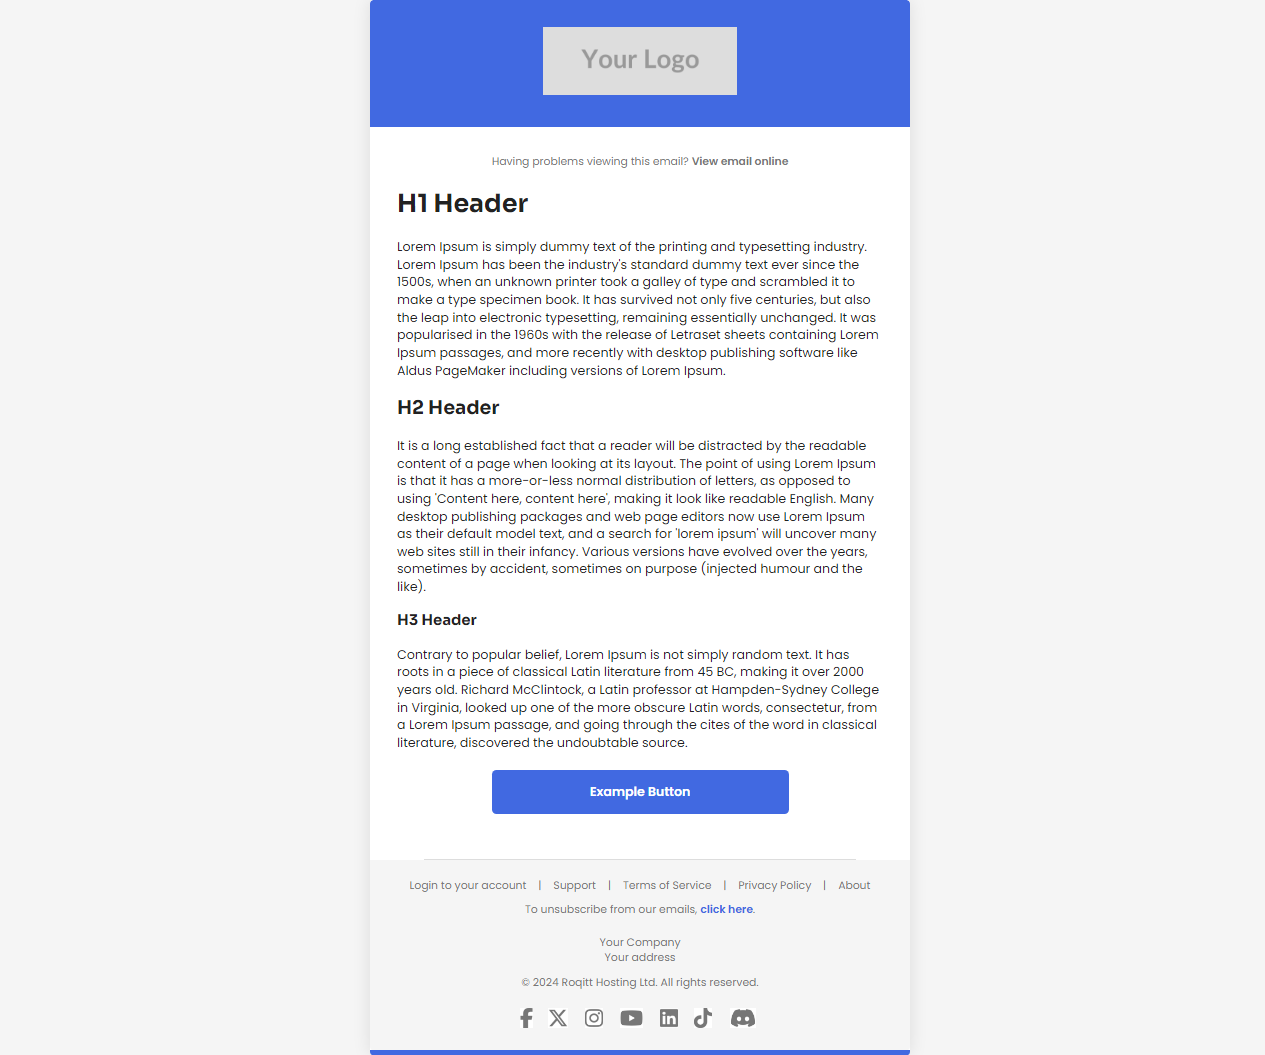 Your Logo
Having problems viewing this email? View email online
H1 Header
Lorem Ipsum is simply dummy text of the printing and typesetting industry.
Lorem Ipsum has been the industry's standard dummy text ever since the
1500s, when an unknown printer took a galley of type and scrambled it to
make a type specimen book. It has survived not only five centuries, but also
the leap into electronic typesetting, remaining essentially unchanged. It was
popularised in the 1960s with the release of Letraset sheets containing Lorem
Ipsum passages, and more recently with desktop publishing software like
Aldus PageMaker including versions of Lorem Ipsum.
H2 Header
It is a long established fact that a reader will be distracted by the readable
content of a page when looking at its layout. The point of using Lorem Ipsum
is that it has a more-or-less normal distribution of letters, as opposed to
using 'Content here, content here', making it look like readable English. Many
desktop publishing packages and web page editors now use Lorem Ipsum
as their default model text, and a search for 'lorem ipsum' will uncover many
web sites still in their infancy. Various versions have evolved over the years,
sometimes by accident, sometimes on purpose (injected humour and the
like).
H3 Header
Contrary to popular belief, Lorem Ipsum is not simply random text. It has
roots in a piece of classical Latin literature from 45 BC, making it over 2000
years old. Richard McClintock, a Latin professor at Hampden-Sydney College
in Virginia, looked up one of the more obscure Latin words, consectetur, from
a Lorem Ipsum passage, and going through the cites of the word in classical
literature, discovered the undoubtable source.
Example Button
Login to your account | Support | Terms of Service | Privacy Policy | About
To unsubscribe from our emails, click here.
Your Company
Your address
© 2024 Roqitt Hosting Ltd. All rights reserved.